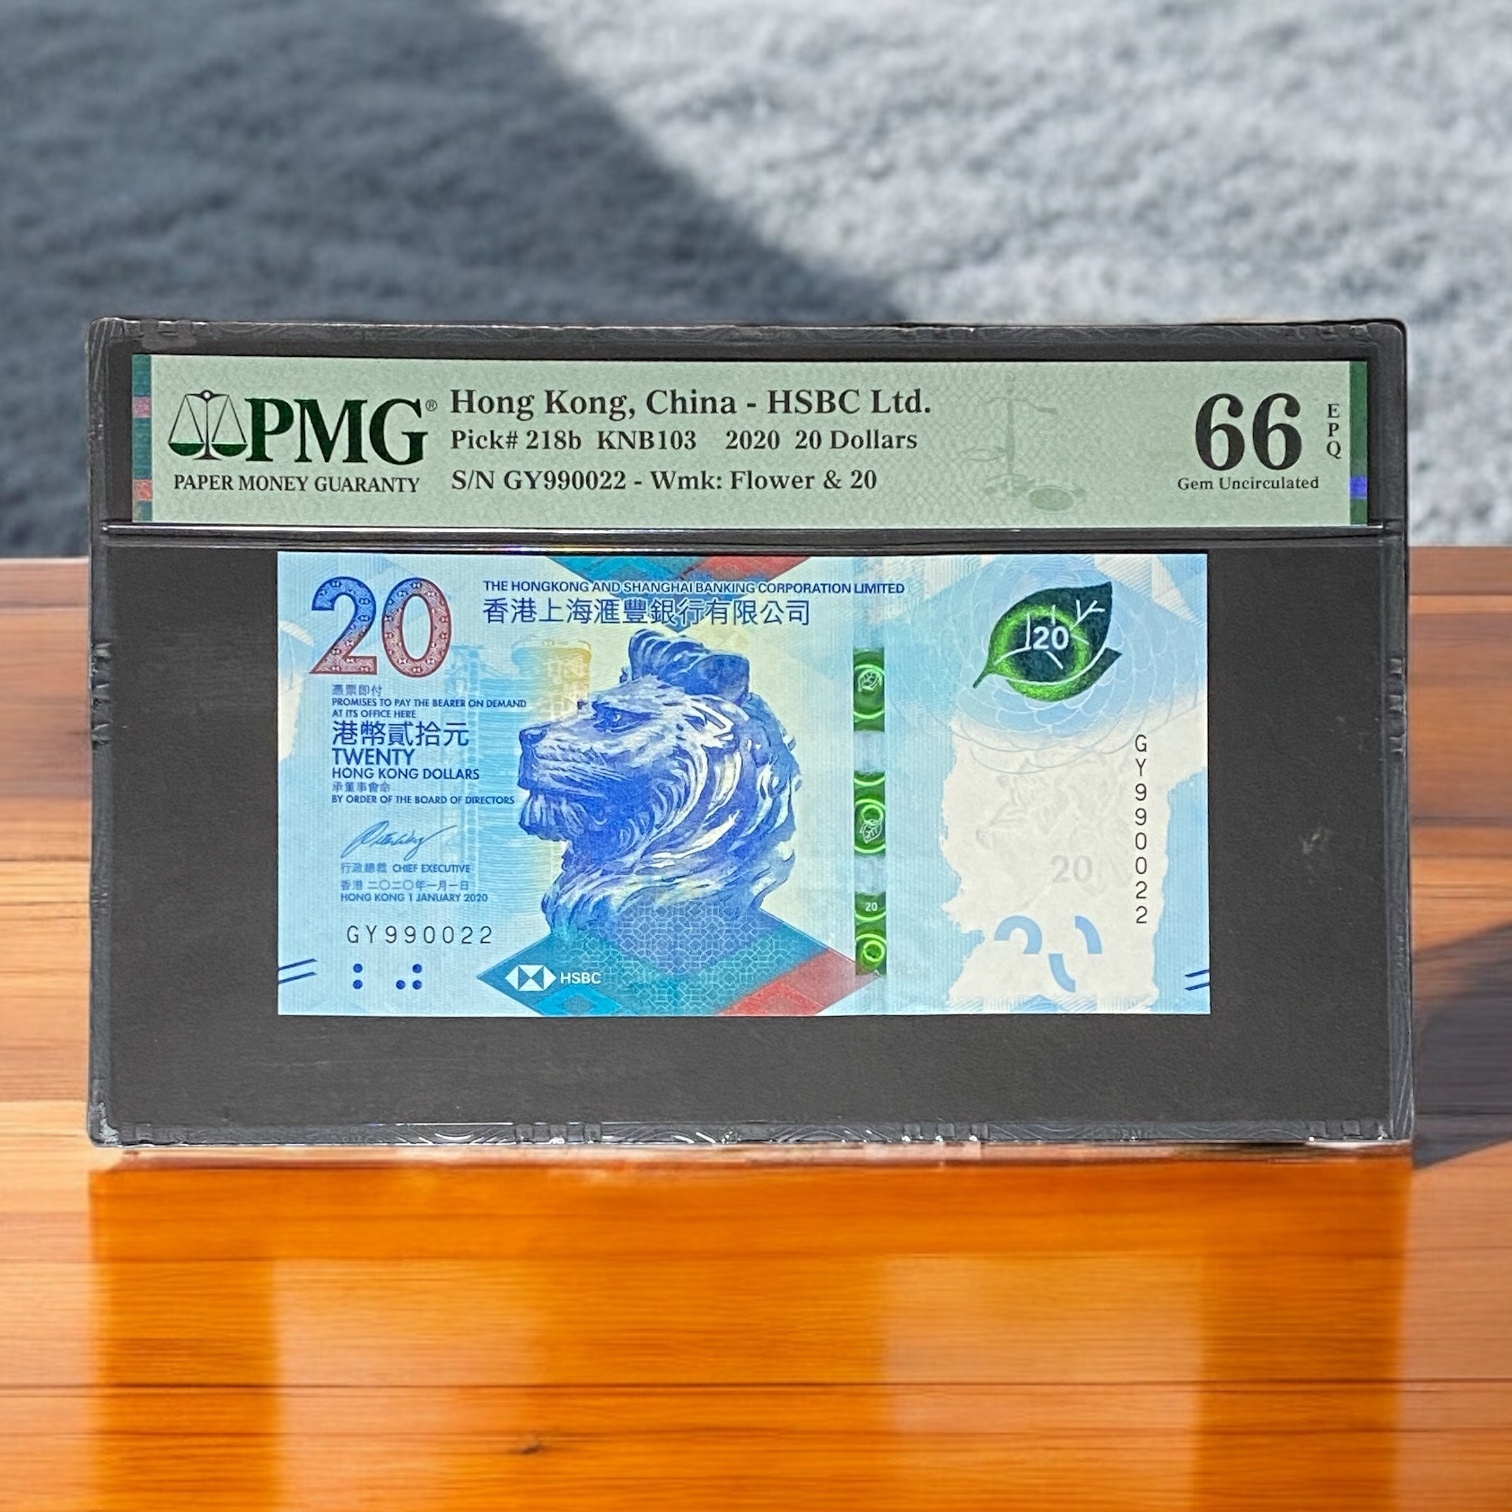 PMG®
PAPER MONEY GUARANTY
Hong Kong, China - HSBC Ltd.
Pick# 218b KNB103 2020 20 Dollars
S/N GY990022 - Wmk: Flower & 20
66 EPQ
Gem Uncirculated
20
THE HONGKONG AND SHANGHAI BANKING CORPORATION LIMITED
香港上海滙豐銀行有限公司
憑票即付
PROMISES TO PAY THE BEARER ON DEMAND
AT ITS OFFICE HERE
港幣貳拾元
TWENTY
HONG KONG DOLLARS
承董事會命
BY ORDER OF THE BOARD OF DIRECTORS
行政總裁 CHIEF EXECUTIVE
香港 二〇二〇年一月一日
HONG KONG 1 JANUARY 2020
GY990022
HSBC
20
20
20
GY990022